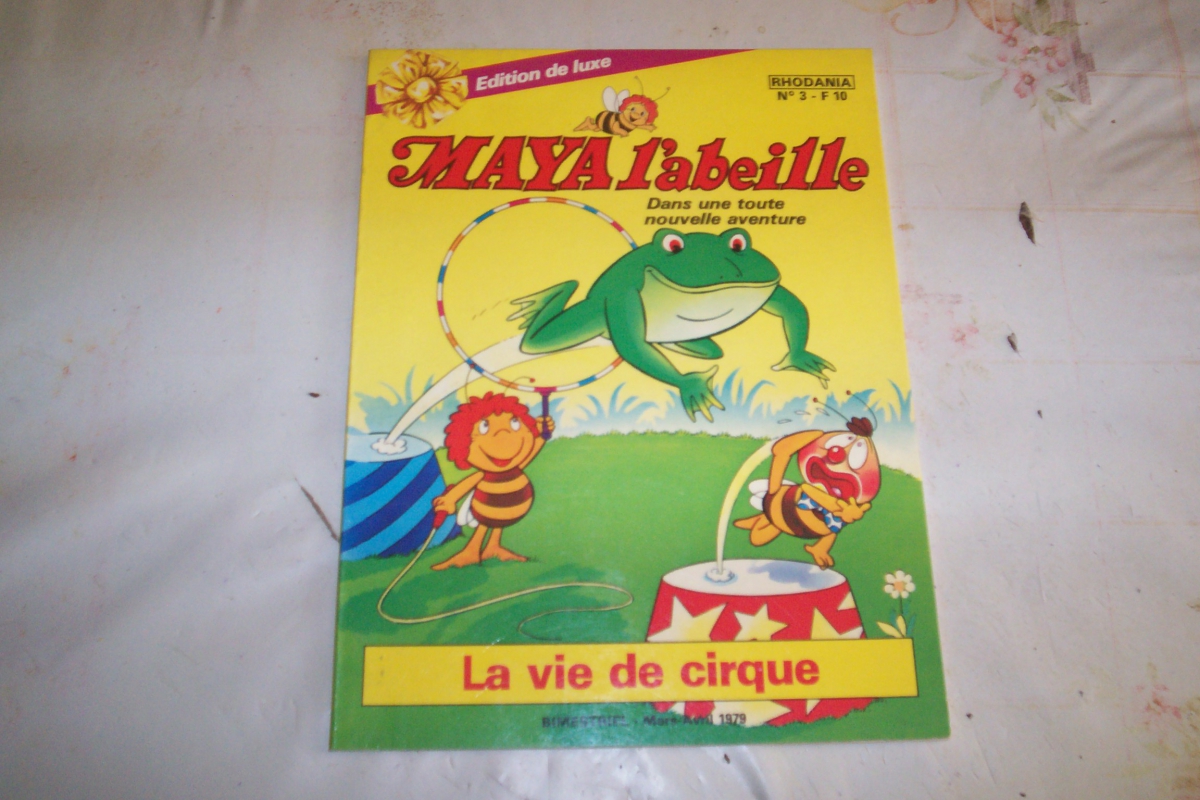 Edition de luxe
RHODANIA
N° 3 - F 10
MAYA l'abeille
Dans une toute
nouvelle aventure
La vie de cirque
BIMESTRIEL - Mars-Avril 1979